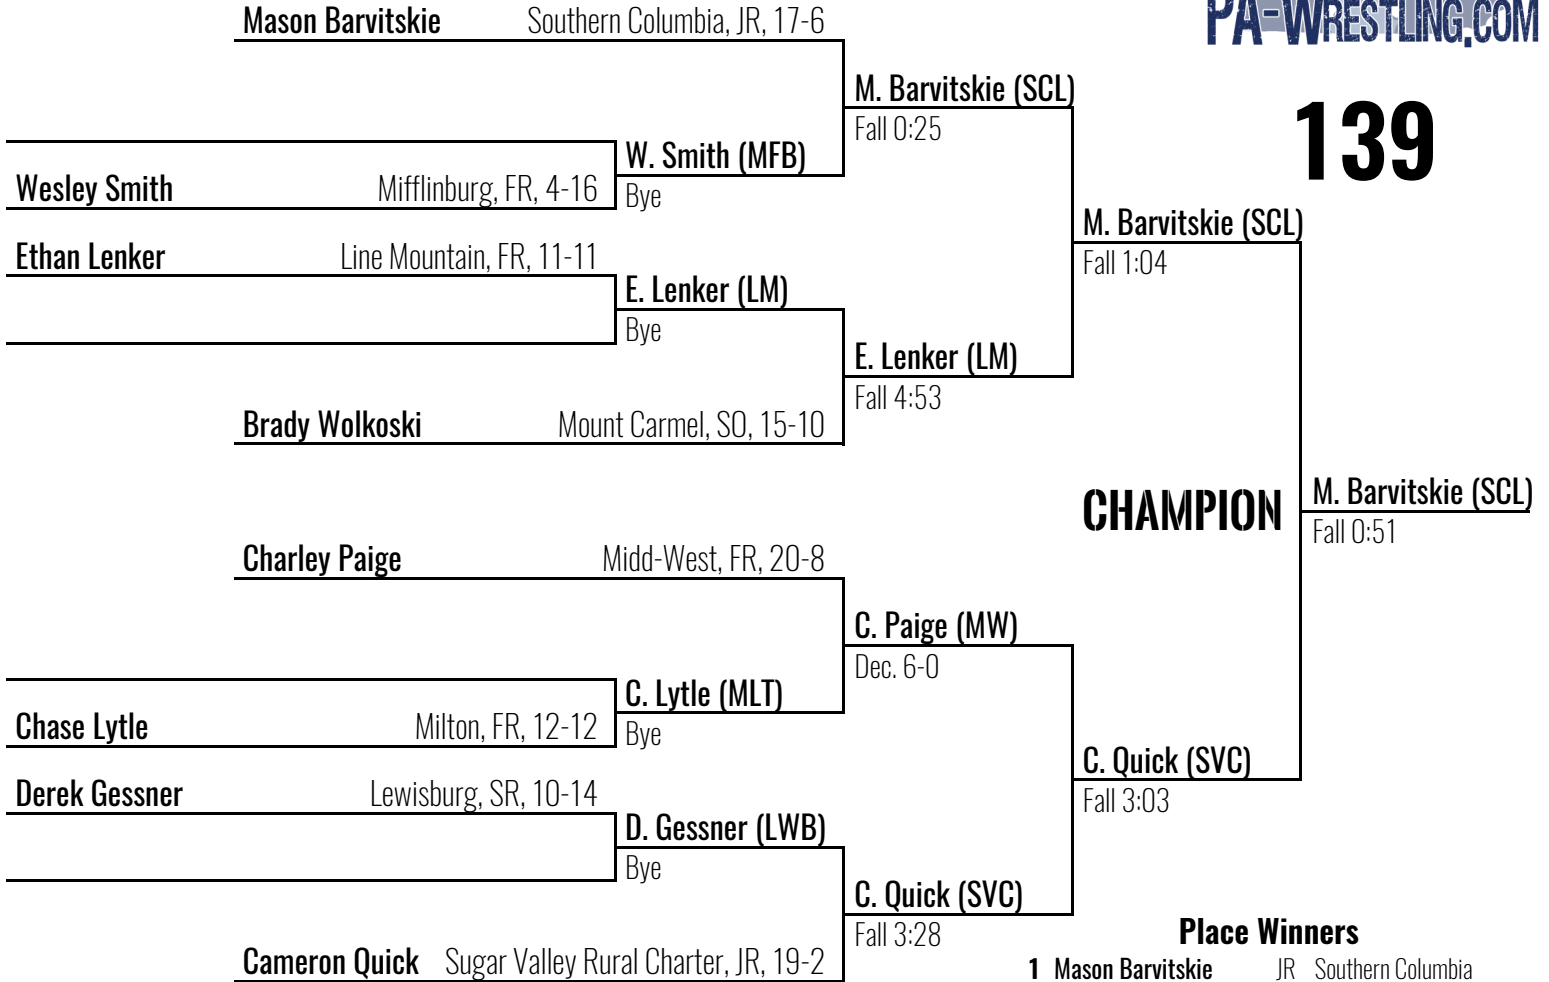 PA-WRESTLING.COM
Mason Barvitskie Southern Columbia, JR, 17-6
M. Barvitskie (SCL)
Fall 0:25
139
W. Smith (MFB)
Wesley Smith Mifflinburg, FR, 4-16
Bye
M. Barvitskie (SCL)
Ethan Lenker Line Mountain, FR, 11-11
Fall 1:04
E. Lenker (LM)
Bye
E. Lenker (LM)
Fall 4:53
Brady Wolkoski Mount Carmel, SO, 15-10
CHAMPION
M. Barvitskie (SCL)
Fall 0:51
Charley Paige Midd-West, FR, 20-8
C. Paige (MW)
Dec. 6-0
C. Lytle (MLT)
Chase Lytle Milton, FR, 12-12
Bye
C. Quick (SVC)
Derek Gessner Lewisburg, SR, 10-14
Fall 3:03
D. Gessner (LWB)
Bye
C. Quick (SVC)
Fall 3:28
Place Winners
Cameron Quick Sugar Valley Rural Charter, JR, 19-2
1 Mason Barvitskie JR Southern Columbia